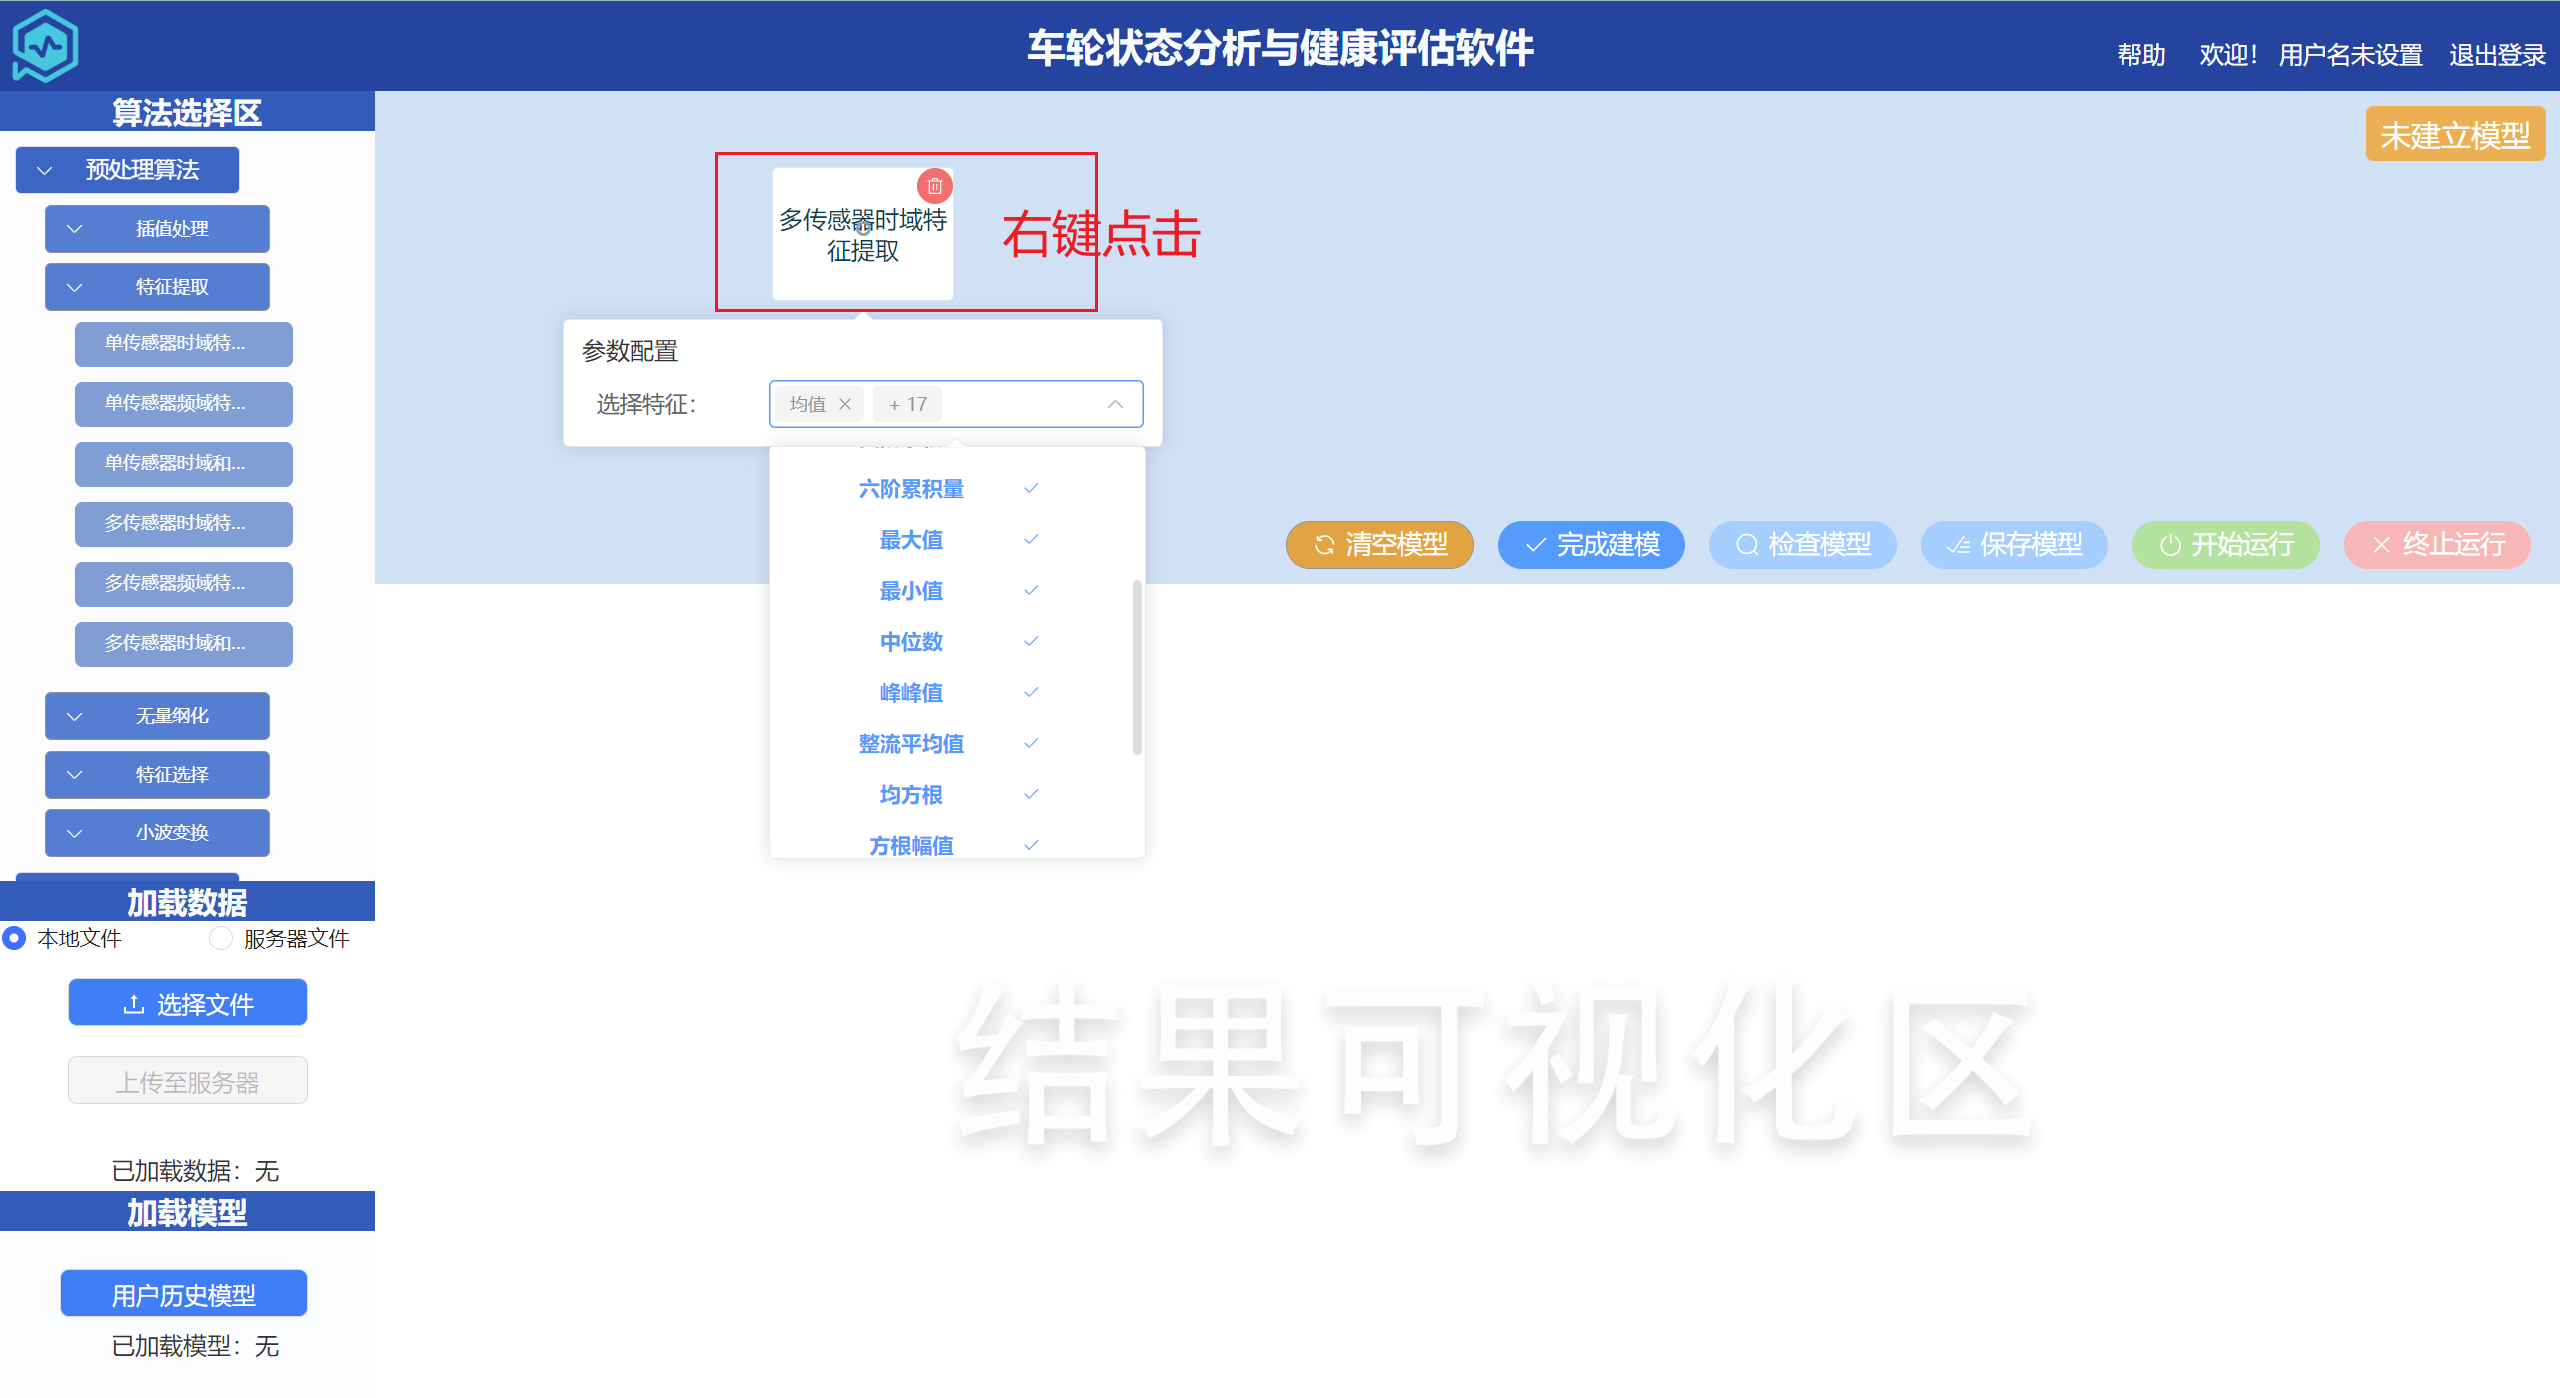 车轮状态分析与健康评估软件
帮助 欢迎! 用户名未设置 退出登录
算法选择区
预处理算法
插值处理
特征提取
单传感器时域特...
单传感器频域特...
单传感器时域和...
多传感器时域特...
多传感器频域特...
多传感器时域和...
无量纲化
特征选择
小波变换
加载数据
本地文件 服务器文件
选择文件
上传至服务器
已加载数据：无
加载模型
用户历史模型
已加载模型：无
未建立模型
多传感器时域特
征提取
右键点击
参数配置
选择特征：
均值
+ 17
六阶累积量
最大值
最小值
中位数
峰峰值
整流平均值
均方根
方根幅值
清空模型 完成建模 检查模型 保存模型 开始运行 终止运行
结果可视化区